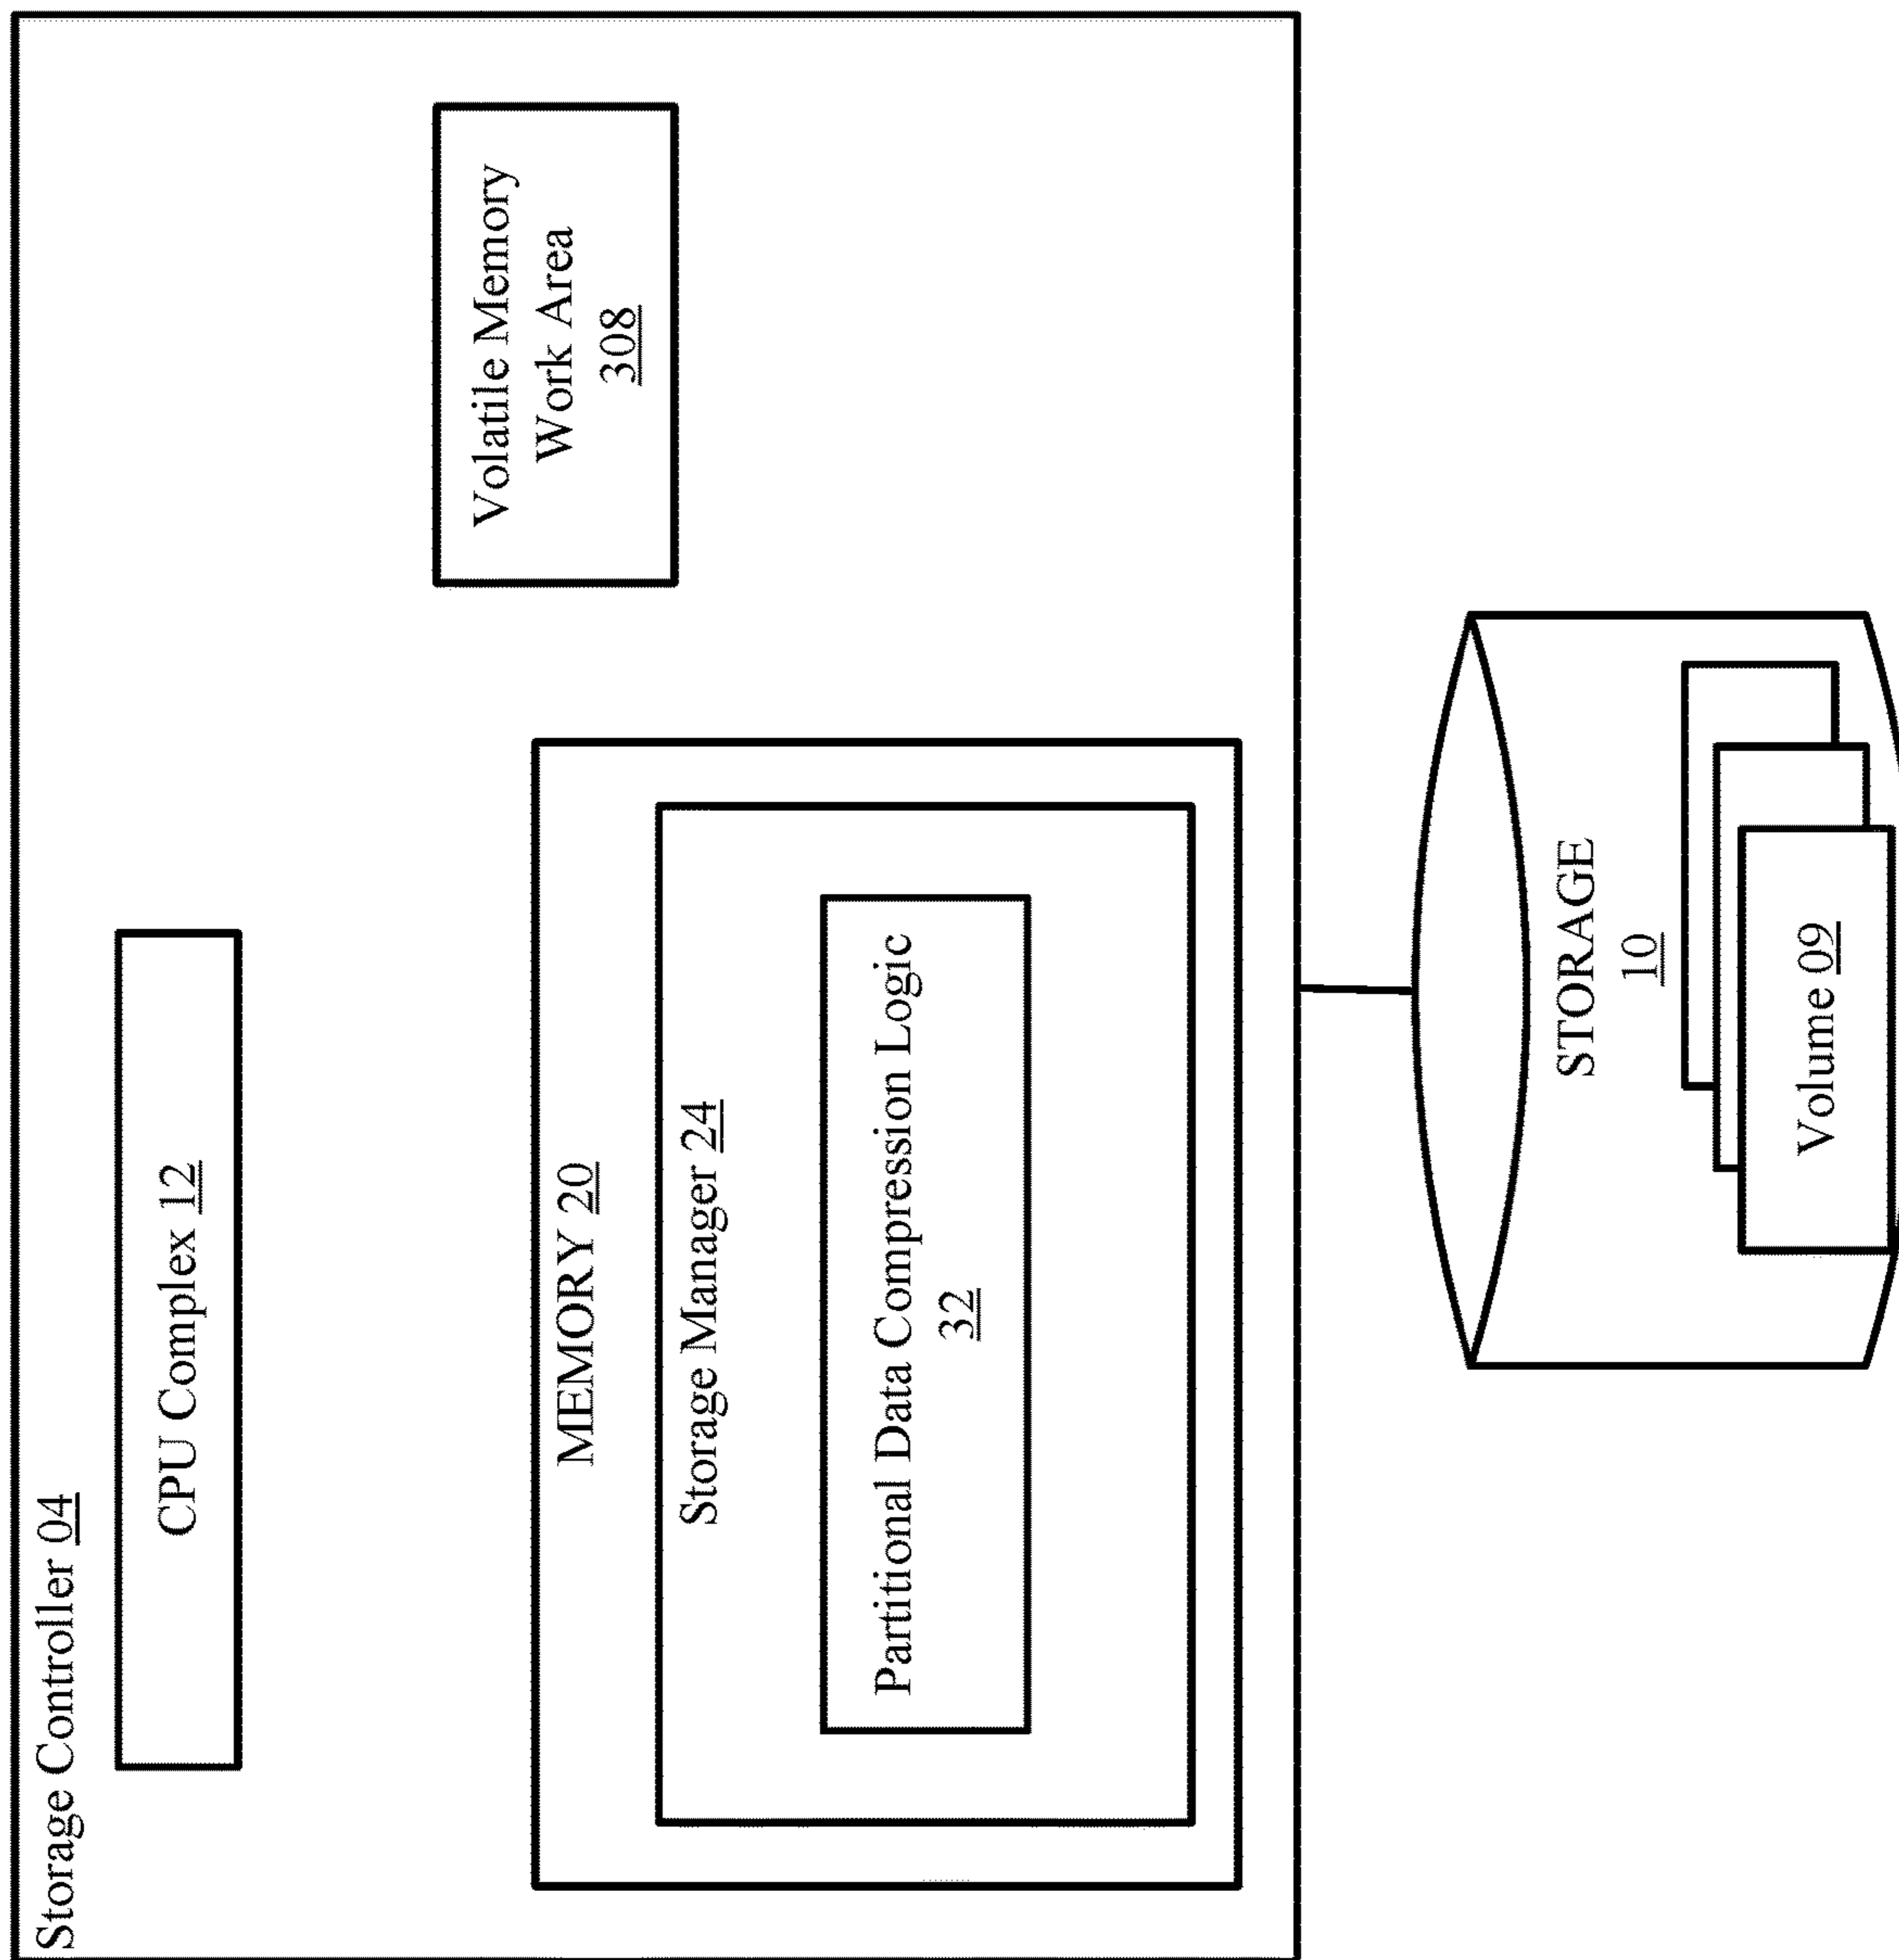 Storage Controller 04
CPU Complex 12
Volatile Memory
Work Area
308
MEMORY 20
Storage Manager 24
Partitional Data Compression Logic
32
STORAGE
10
Volume 09